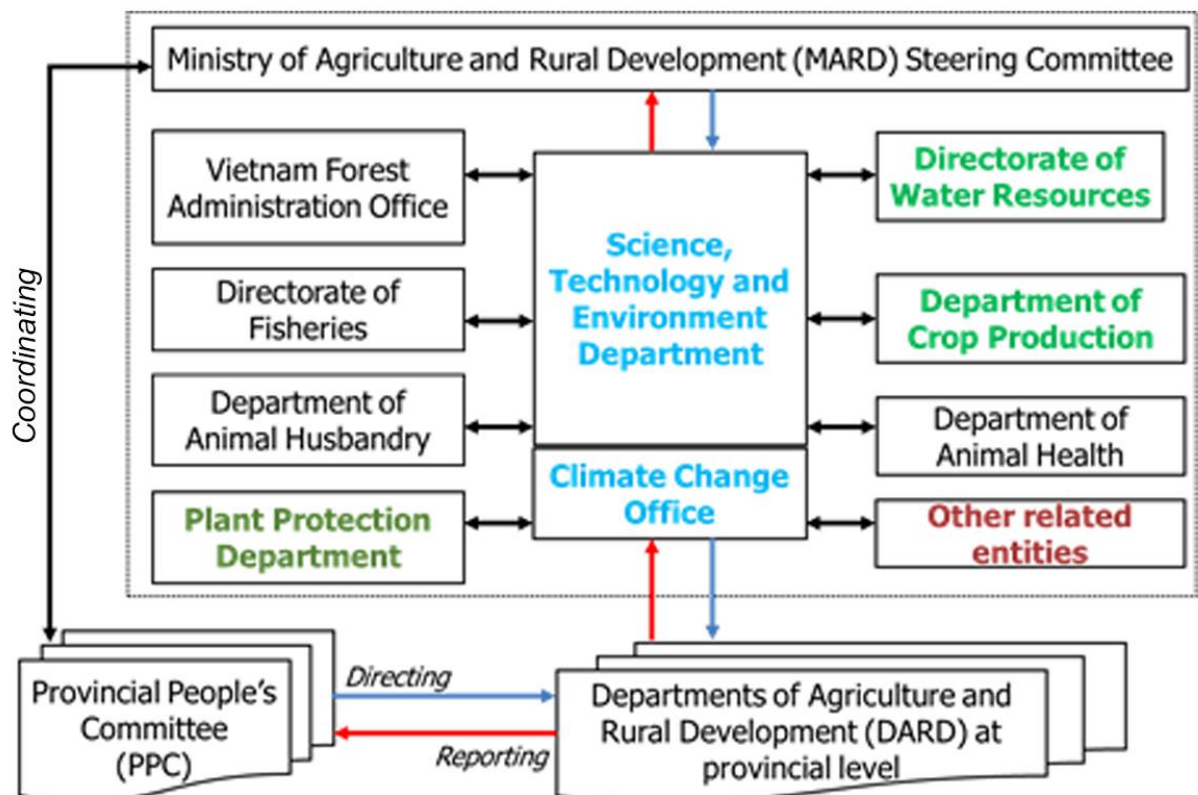 Ministry of Agriculture and Rural Development (MARD) Steering Committee
Vietnam Forest
Administration Office
Directorate of
Fisheries
Department of
Animal Husbandry
Plant Protection
Department
Science,
Technology and
Environment
Department
Climate Change
Office
Directorate of
Water Resources
Department of
Crop Production
Department of
Animal Health
Other related
entities
Coordinating
Provincial People's
Committee
(PPC)
Directing
Reporting
Departments of Agriculture and
Rural Development (DARD) at
provincial level